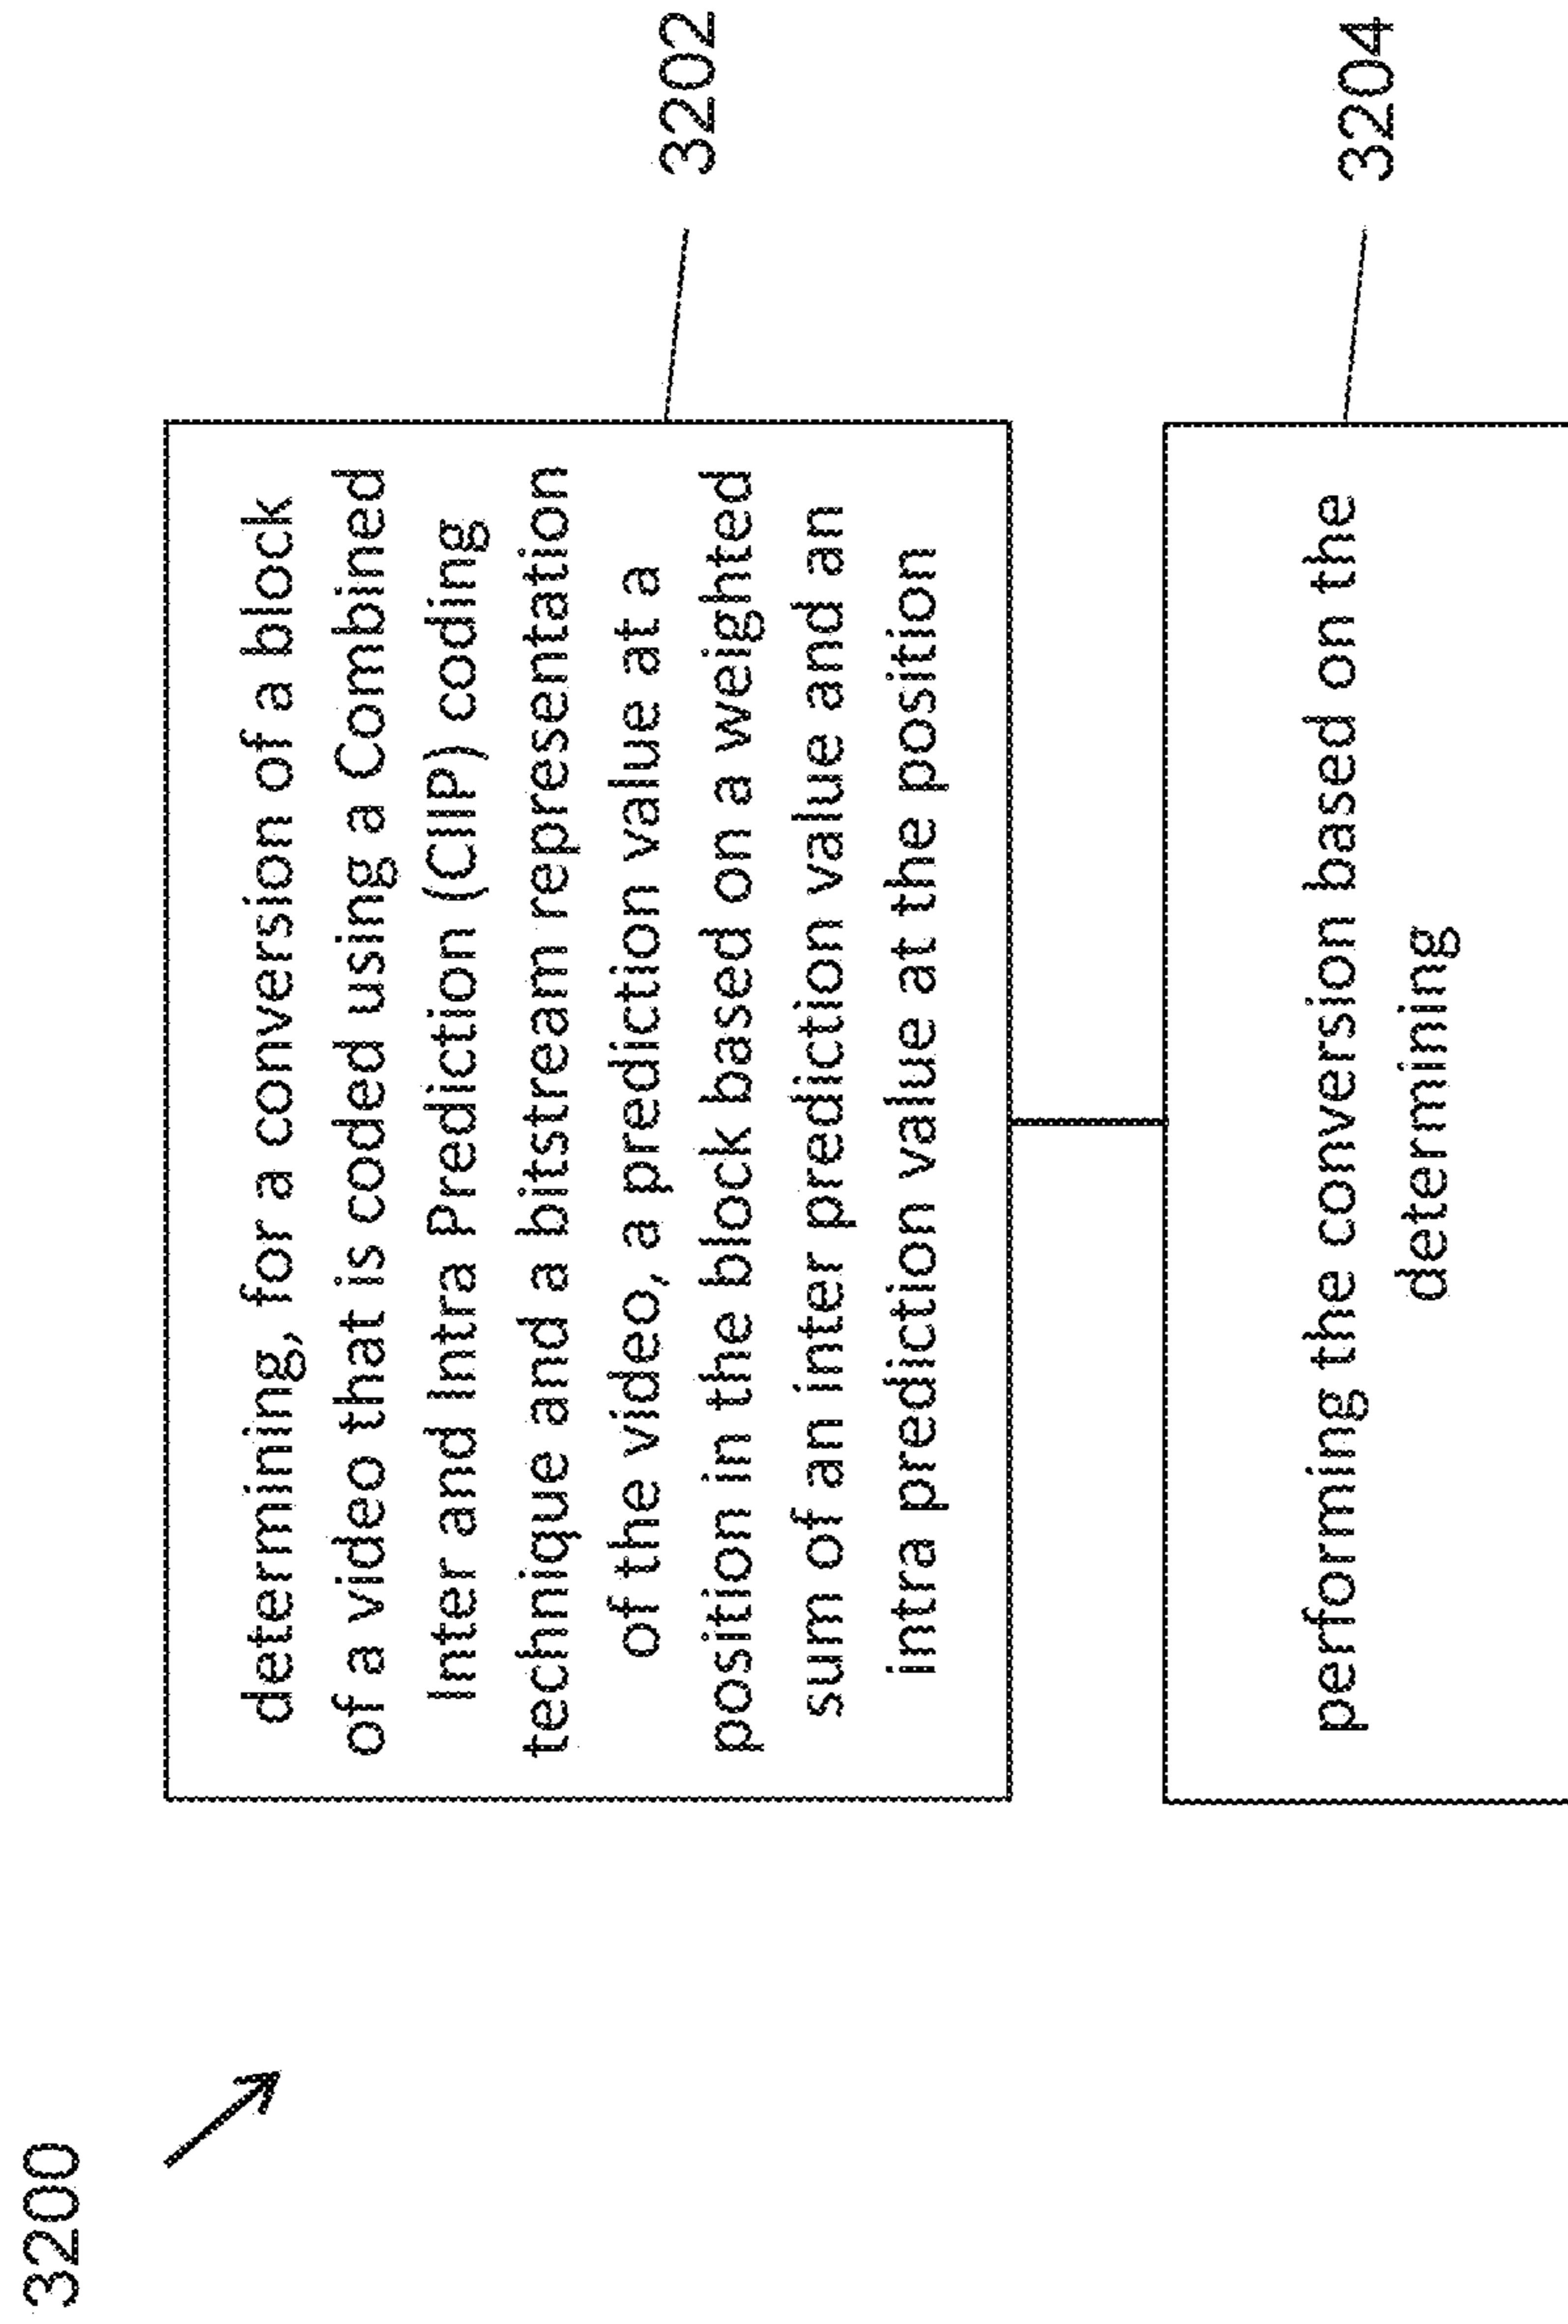 3200
determining, for a conversion of a block
of a video that is coded using a Combined
Inter and Intra Prediction (CIIP) coding
technique and a bitstream representation
of the video, a prediction value at a
position in the block based on a weighted
sum of an inter prediction value and an
intra prediction value at the position
3202
performing the conversion based on the
determining
3204